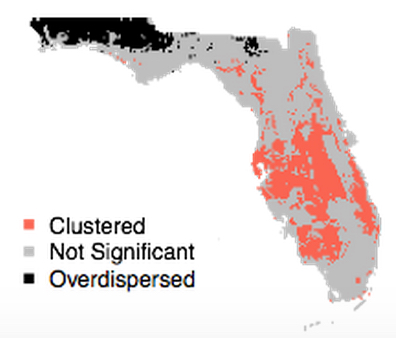 Clustered
Not Significant
Overdispersed